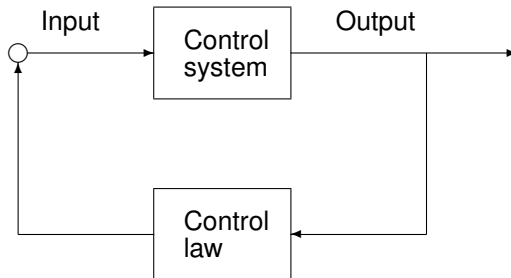 Input
Control
system
Output
Control
law